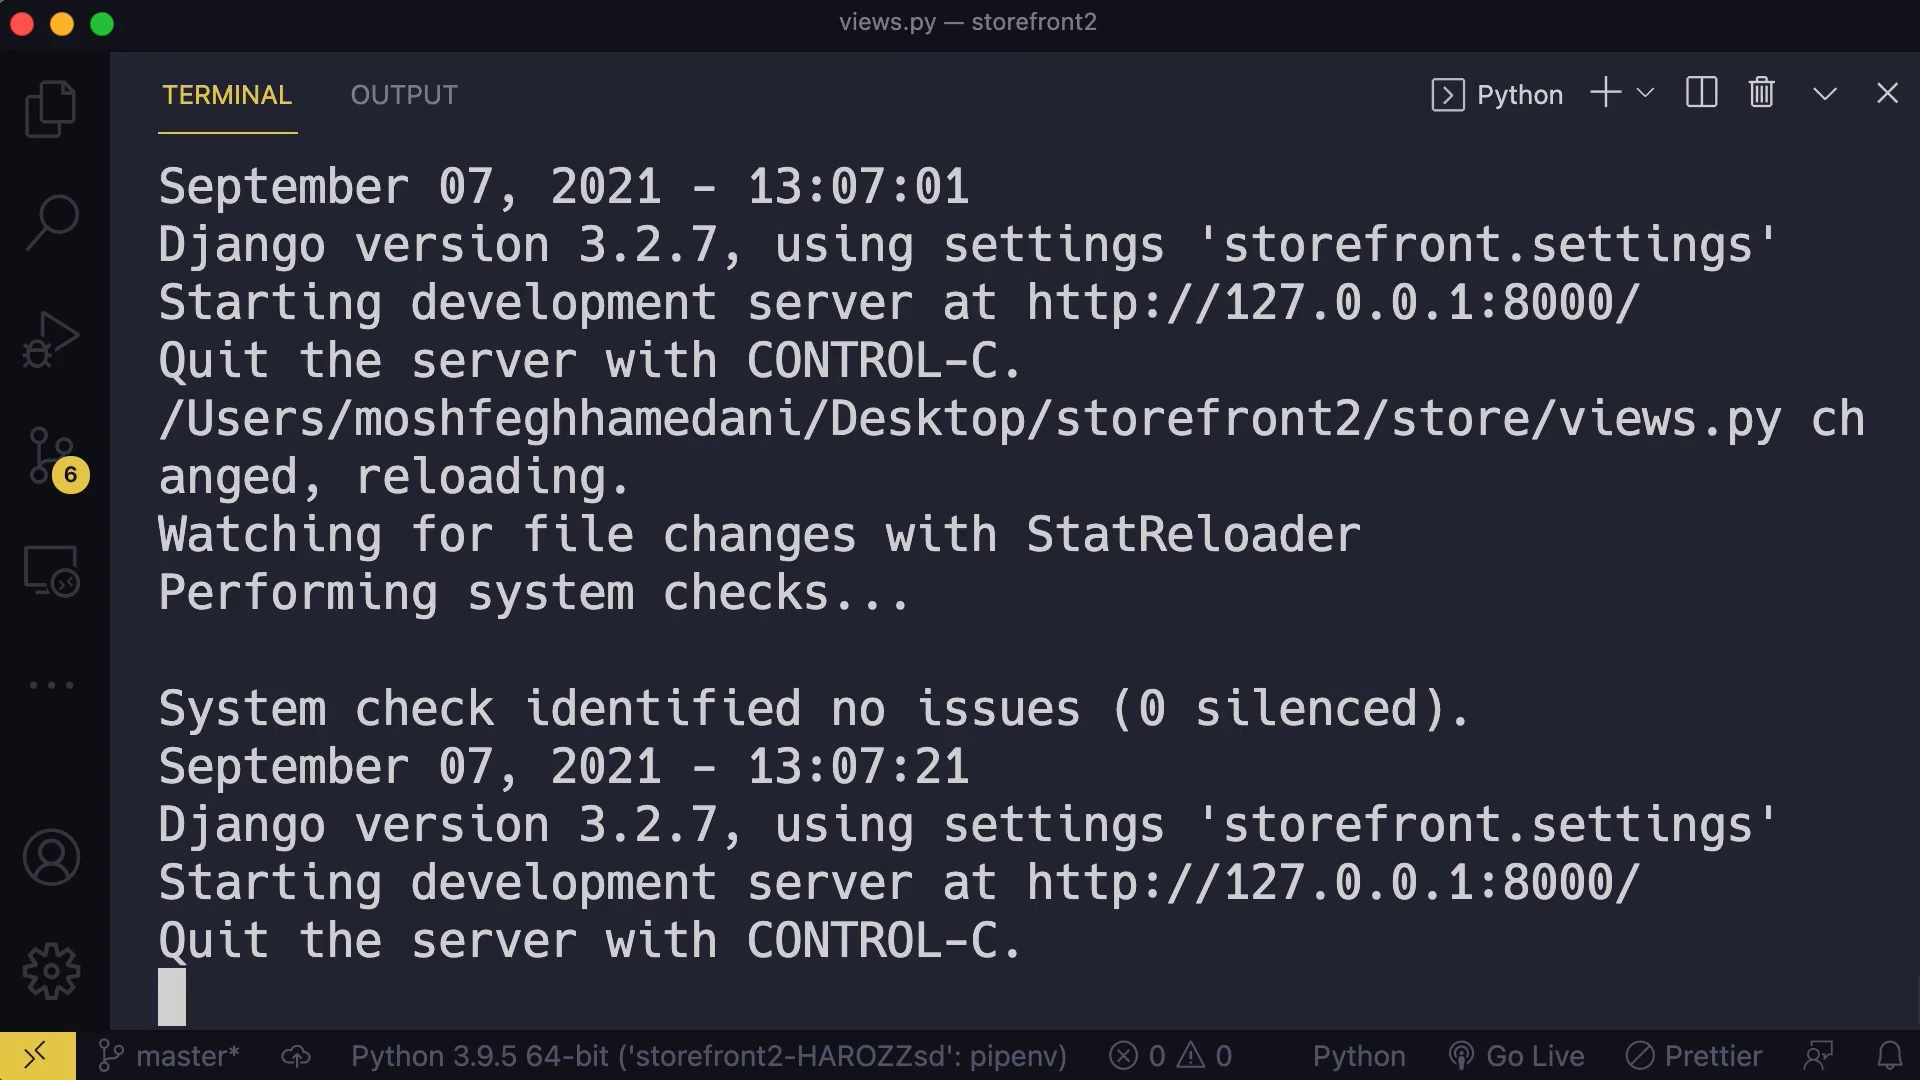 views.py — storefront2
TERMINAL OUTPUT Python
September 07, 2021 - 13:07:01
Django version 3.2.7, using settings 'storefront.settings'
Starting development server at http://127.0.0.1:8000/
Quit the server with CONTROL-C.
/Users/moshfeghhamedani/Desktop/storefront2/store/views.py ch
anged, reloading.
Watching for file changes with StatReloader
Performing system checks...
System check identified no issues (0 silenced).
September 07, 2021 - 13:07:21
Django version 3.2.7, using settings 'storefront.settings'
Starting development server at http://127.0.0.1:8000/
Quit the server with CONTROL-C.
6
master* Python 3.9.5 64-bit ('storefront2-HAROZZsd': pipenv) 0 0 Python Go Live Prettier